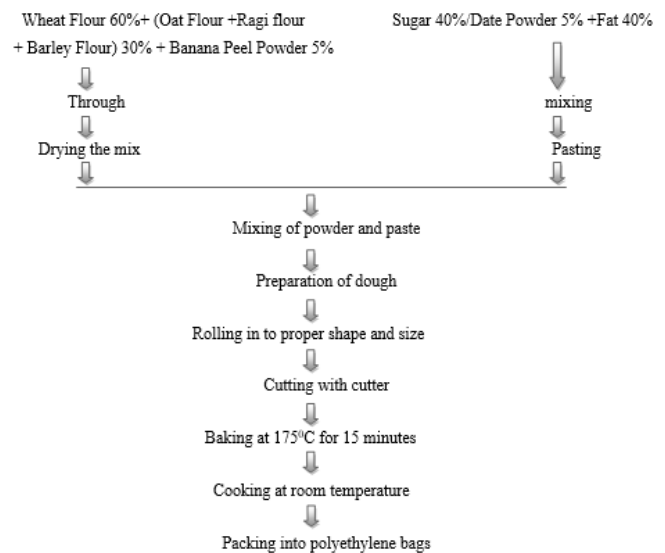 Wheat Flour 60%+ (Oat Flour +Ragi flour
+ Barley Flour) 30% + Banana Peel Powder 5%
Through
Drying the mix
Sugar 40%/Date Powder 5% +Fat 40%
mixing
Pasting
Mixing of powder and paste
Preparation of dough
Rolling in to proper shape and size
Cutting with cutter
Baking at 175⁰C for 15 minutes
Cooking at room temperature
Packing into polyethylene bags